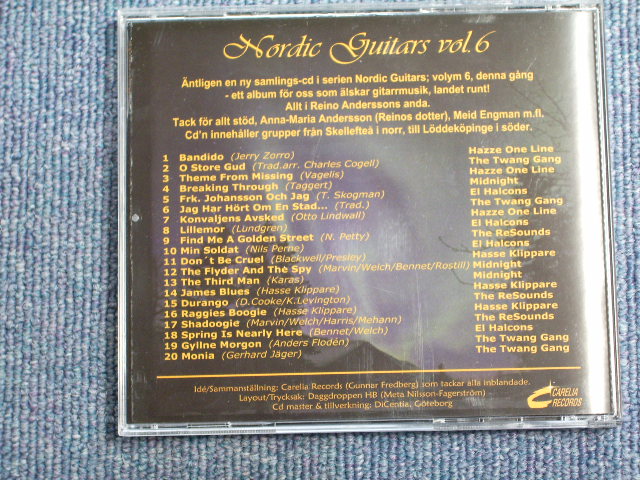 Nordic Guitars vol.6
Äntligen en ny samlings-cd i serien Nordic Guitars; volym 6, denna gång
- ett album för oss som älskar gitarrmusik, landet runt!
Allt i Reino Anderssons anda.
Tack för allt stöd, Anna-Maria Andersson (Reinos dotter), Meid Engman m.fl.
Cd'n innehåller grupper från Skellefteå i norr, till Löddeköpinge i söder.
1 Bandido (Jerry Zorro) Hazze One Line
2 O Store Gud (Trad.arr. Charles Cogell) The Twang Gang
3 Theme From Missing (Vagelis) Hazze One Line
4 Breaking Through (Taggert) Midnight
5 Frk. Johansson Och Jag (T. Skogman) El Halcons
6 Jag Har Hört Om En Stad... (Trad.) The Twang Gang
7 Konvaljens Avsked (Otto Lindwall) Hazze One Line
8 Lillemor (Lundgren) El Halcons
9 Find Me A Golden Street (N. Petty) The ReSounds
10 Min Soldat (Nils Perne) El Halcons
11 Don´t Be Cruel (Blackwell/Presley) Hasse Klippare
12 The Flyder And The Spy (Marvin/Welch/Bennet/Rostill) Midnight
13 The Third Man (Karas) Midnight
14 James Blues (Hasse Klippare) Hasse Klippare
15 Durango (D.Cooke/K.Levington) The ReSounds
16 Raggies Boogie (Hasse Klippare) Hasse Klippare
17 Shadoogie (Marvin/Welch/Harris/Mehann) The ReSounds
18 Spring Is Nearly Here (Bennet/Welch) El Halcons
19 Gyllne Morgon (Anders Flodén) The Twang Gang
20 Monia (Gerhard Jäger) The Twang Gang
Idé/Sammanställning: Carelia Records (Gunnar Fredberg) som tackar alla inblandade.
Layout/Trycksak: Daggdroppen HB (Meta Nilsson-Fagerström)
Cd master & tillverkning: DiCentia, Göteborg
CARELIA
RECORDS